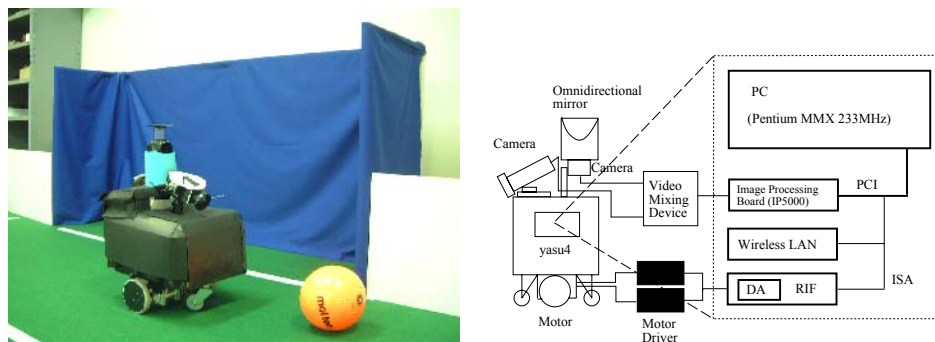 molten
Omnidirectional
mirror
Camera
Camera
PC
(Pentium MMX 233MHz)
Video
Mixing
Device
Image Processing
Board (IP5000)
PCI
yasu4
Wireless LAN
DA
RIF
ISA
Motor
Motor
Driver